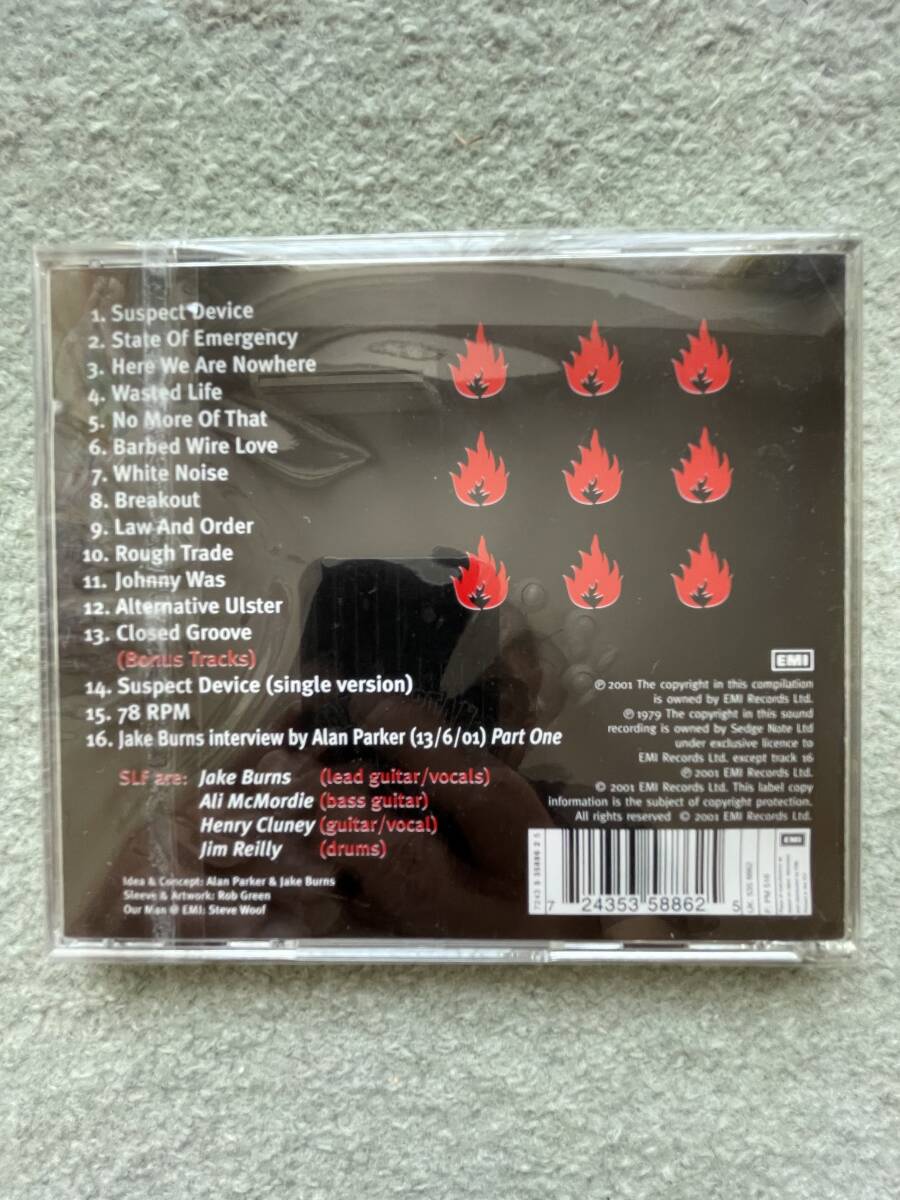 1. Suspect Device
2. State Of Emergency
3. Here We Are Nowhere
4. Wasted Life
5. No More Of That
6. Barbed Wire Love
7. White Noise
8. Breakout
9. Law And Order
10. Rough Trade
11. Johnny Was
12. Alternative Ulster
13. Closed Groove
(Bonus Tracks)
14. Suspect Device (single version)
15. 78 RPM
16. Jake Burns interview by Alan Parker (13/6/01) Part One
SLF are: Jake Burns (lead guitar/vocals)
Ali McMordie (bass guitar)
Henry Cluney (guitar/vocal)
Jim Reilly (drums)
Idea & Concept: Alan Parker & Jake Burns
Sleeve & Artwork: Rob Green
Our Man @ EMI: Steve Woof
EMI
℗ 2001 The copyright in this compilation
is owned by EMI Records Ltd.
℗ 1979 The copyright in this sound
recording is owned by Sedge Note Ltd
under exclusive licence to
EMI Records Ltd. except track 16
℗ 2001 EMI Records Ltd.
© 2001 EMI Records Ltd. This label copy
information is the subject of copyright protection.
All rights reserved © 2001 EMI Records Ltd.
7 24353 58862 5
EMI